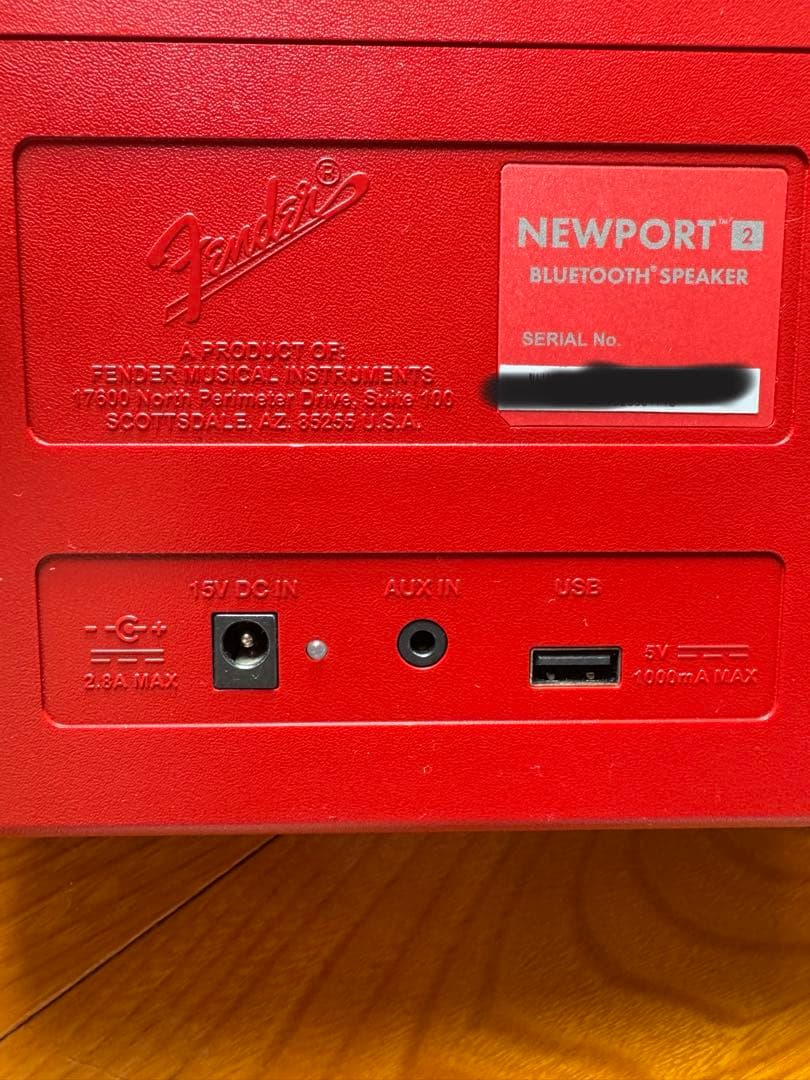 Fender®
A PRODUCT OF:
FENDER MUSICAL INSTRUMENTS
17600 North Perimeter Drive, Suite 100
SCOTTSDALE, AZ. 85255 U.S.A.
NEWPORT™ 2
BLUETOOTH® SPEAKER
SERIAL No.
15V DC IN
AUX IN
USB
- C +
2.8A MAX
5V
1000mA MAX